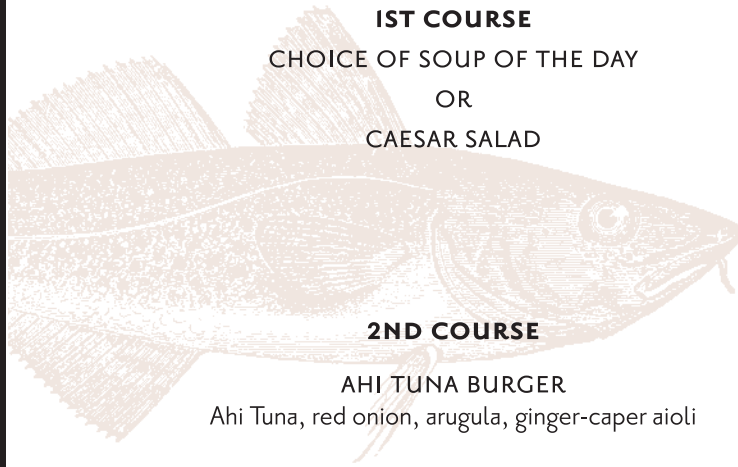 1ST COURSE
CHOICE OF SOUP OF THE DAY
OR
CAESAR SALAD
2ND COURSE
AHI TUNA BURGER
Ahi Tuna, red onion, arugula, ginger-caper aioli